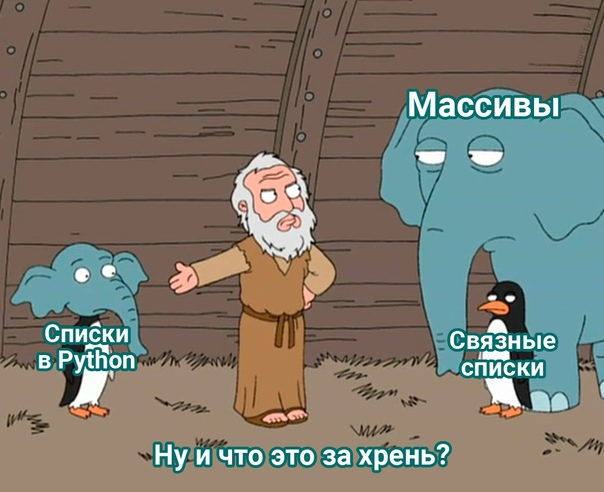 Массивы
Списки
в Python
Связные
списки
Ну и что это за хрень?